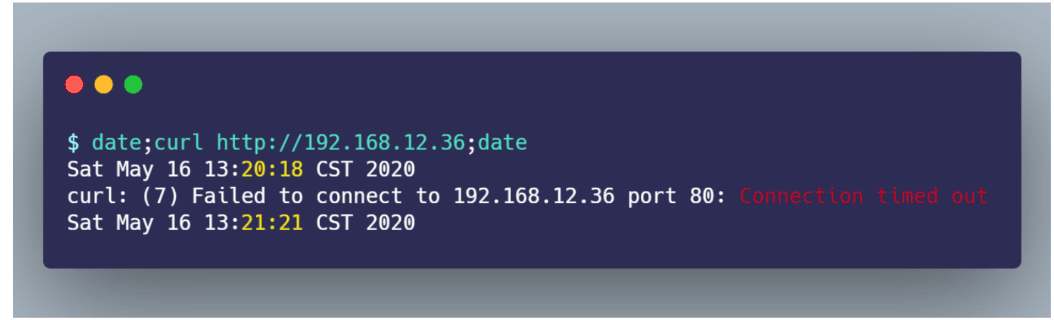 $ date;curl http://192.168.12.36;date
Sat May 16 13:20:18 CST 2020
curl: (7) Failed to connect to 192.168.12.36 port 80: Connection timed out
Sat May 16 13:21:21 CST 2020